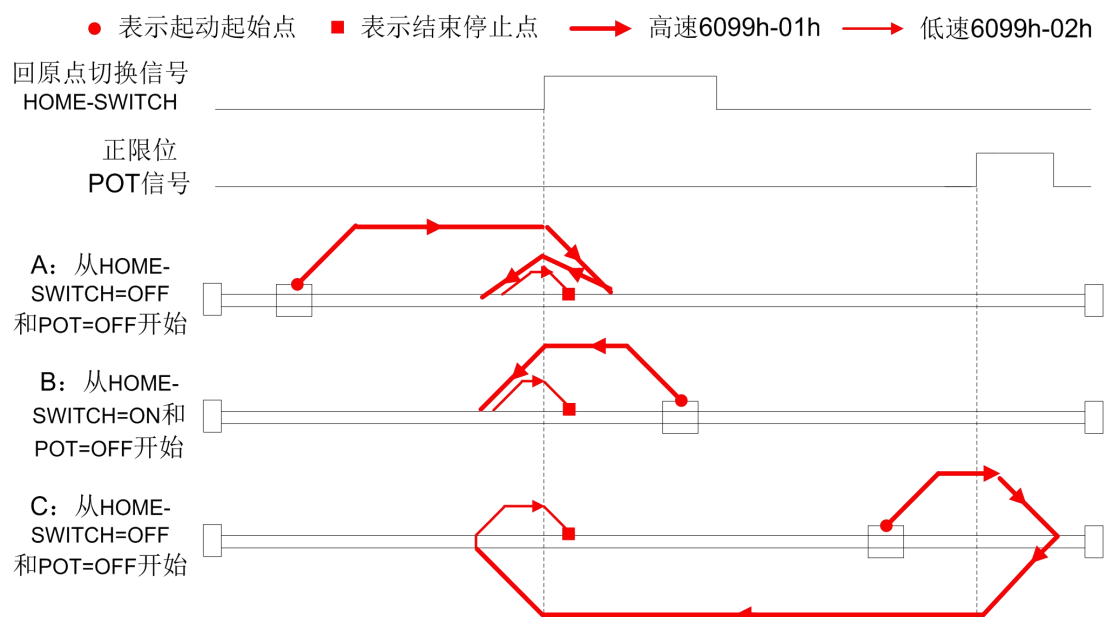 表示起动起始点 表示结束停止点 高速6099h-01h 低速6099h-02h
回原点切换信号
HOME-SWITCH
正限位
POT信号
A：从HOME-
SWITCH=OFF
和POT=OFF开始
B：从HOME-
SWITCH=ON和
POT=OFF开始
C：从HOME-
SWITCH=OFF
和POT=OFF开始